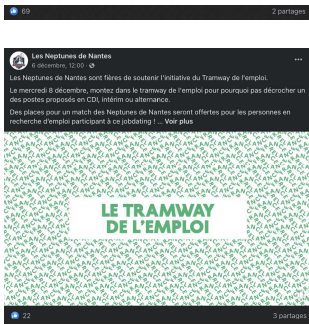 69 2 partages
Les Neptunes de Nantes
6 décembre, 12:00 ·
Les Neptunes de Nantes sont fières de soutenir l'initiative du Tramway de l'emploi.
Le mercredi 8 décembre, montez dans le tramway de l'emploi pour pourquoi pas décrocher un
des postes proposés en CDI, intérim ou alternance.
Des places pour un match des Neptunes de Nantes seront offertes pour les personnes en
recherche d'emploi participant à ce jobdating ! ... Voir plus
LE TRAMWAY
DE L'EMPLOI
22 3 partages